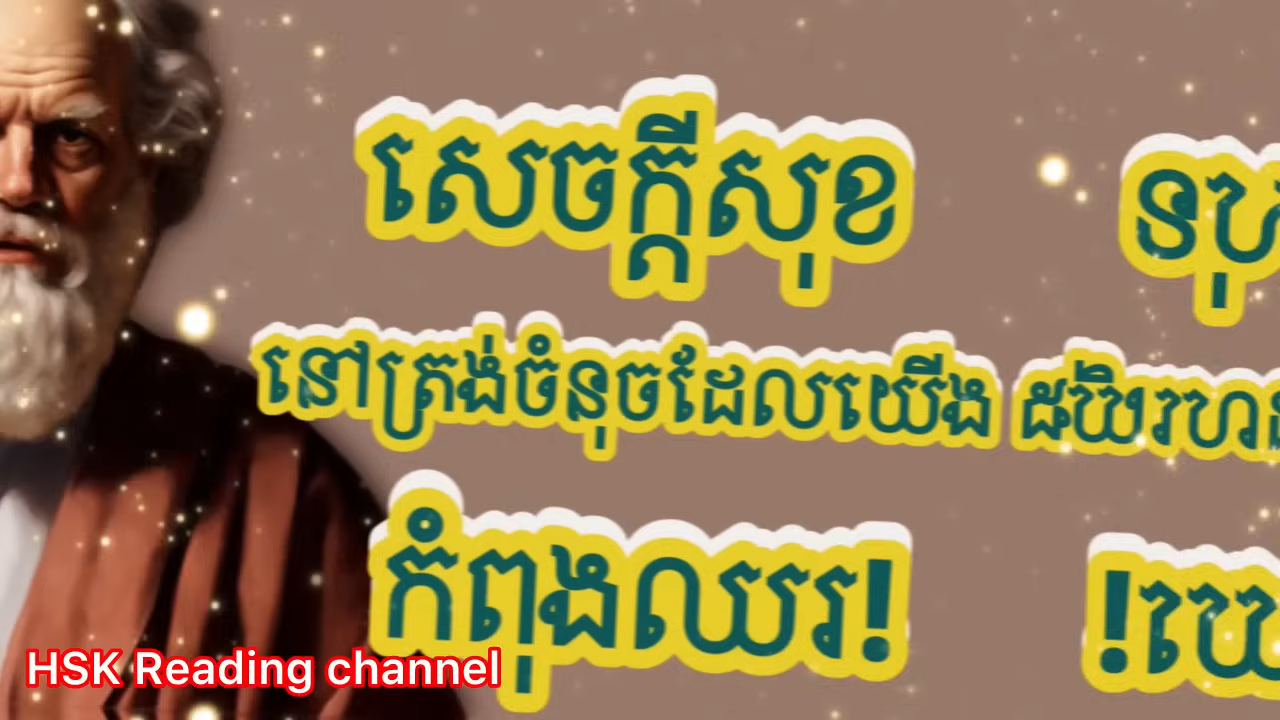 សេចក្ដីសុខ
នៅត្រង់ចំនុចដែលយើង
កំពុងឈរ!
HSK Reading channel